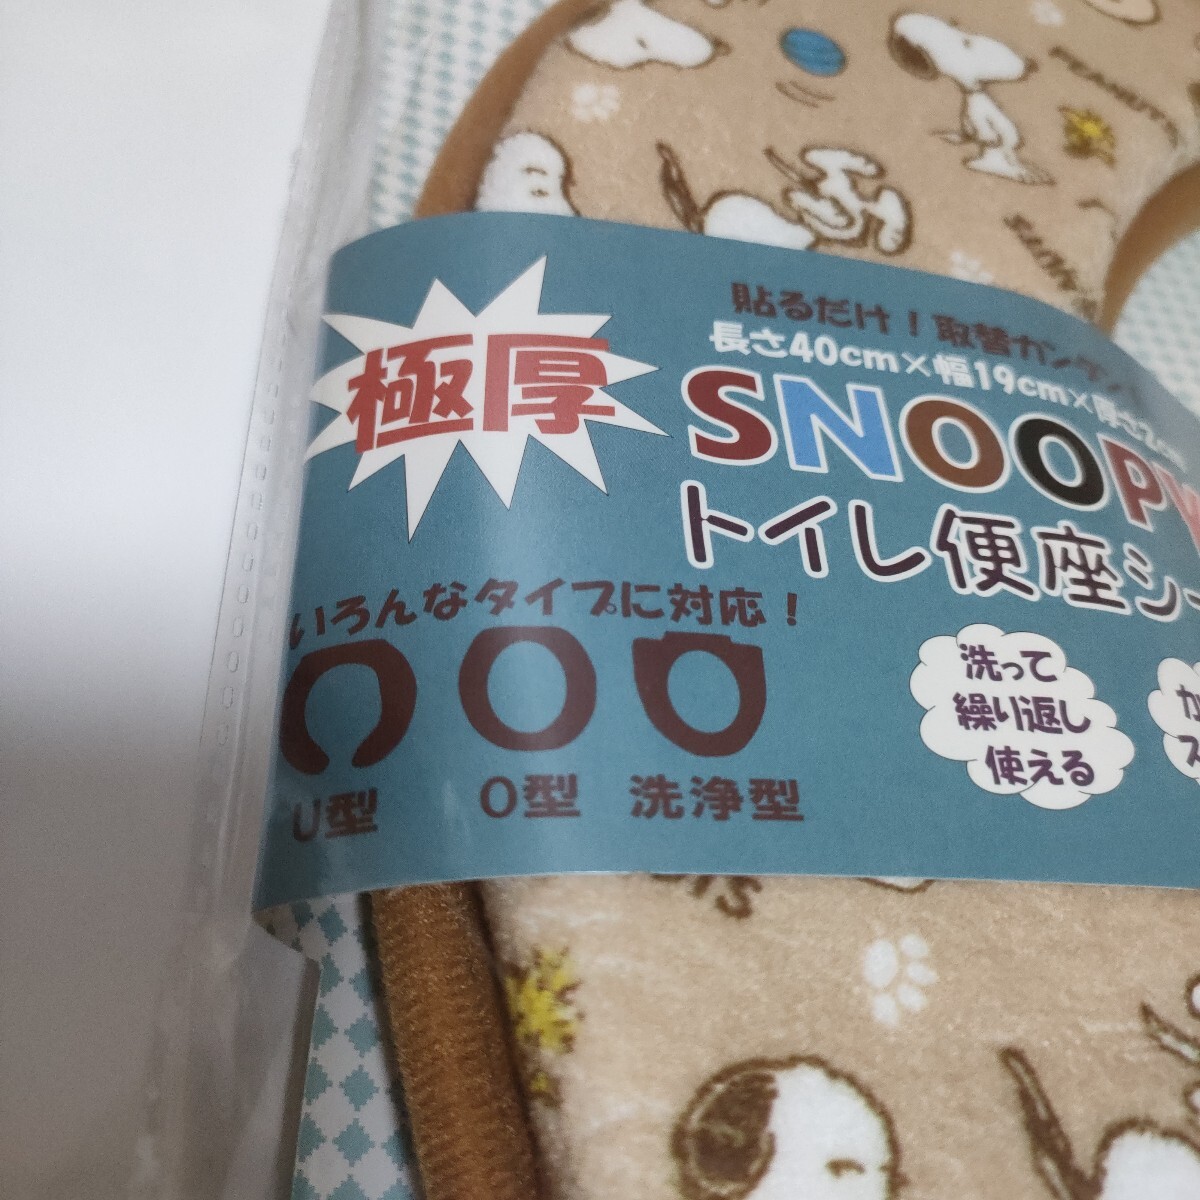 PEANUTS
極厚
貼るだけ!取替カンタン
長さ40cm×幅19cm×厚さ2cm
SNOOPY
トイレ便座シー
いろんなタイプに対応!
U型
O型
洗浄型
洗って
繰り返し
使える